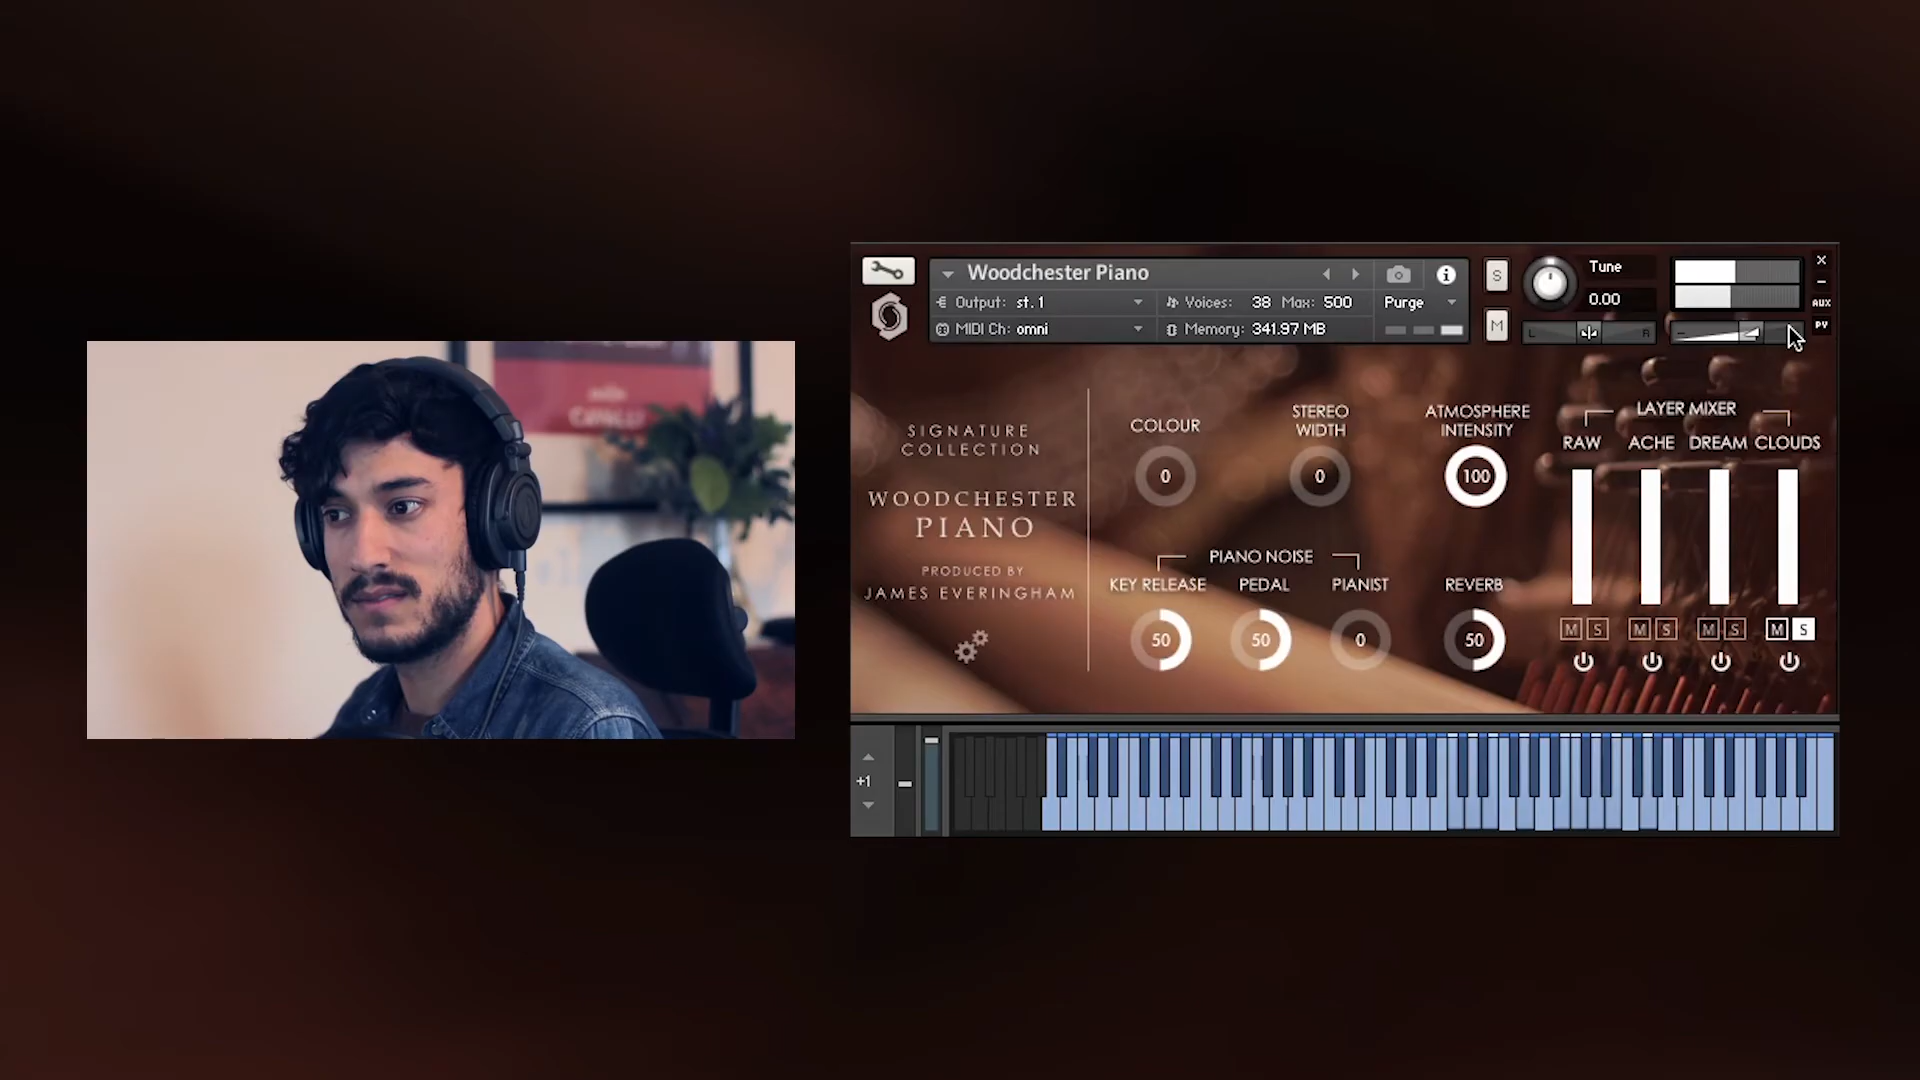 Woodchester Piano
Output: st. 1
Voices: 38 Max: 500
Purge
MIDI Ch: omni
Memory: 341.97 MB
S
M
Tune
0.00
L
R
X
AUX
PV
SIGNATURE
COLLECTION
WOODCHESTER
PIANO
PRODUCED BY
JAMES EVERINGHAM
COLOUR
0
STEREO
WIDTH
0
ATMOSPHERE
INTENSITY
100
PIANO NOISE
KEY RELEASE
50
PEDAL
50
PIANIST
0
REVERB
50
LAYER MIXER
RAW ACHE DREAM CLOUDS
M S M S M S M S
+1